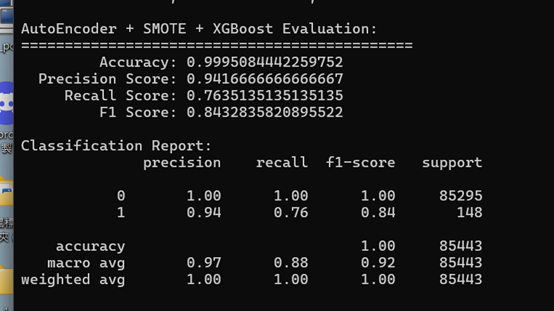 AutoEncoder + SMOTE + XGBoost Evaluation:
=============================================
Accuracy: 0.9995084442259752
Precision Score: 0.9416666666666667
Recall Score: 0.7635135135135135
F1 Score: 0.8432835820895522
Classification Report:
precision recall f1-score support
0 1.00 1.00 1.00 85295
1 0.94 0.76 0.84 148
accuracy 1.00 85443
macro avg 0.97 0.88 0.92 85443
weighted avg 1.00 1.00 1.00 85443